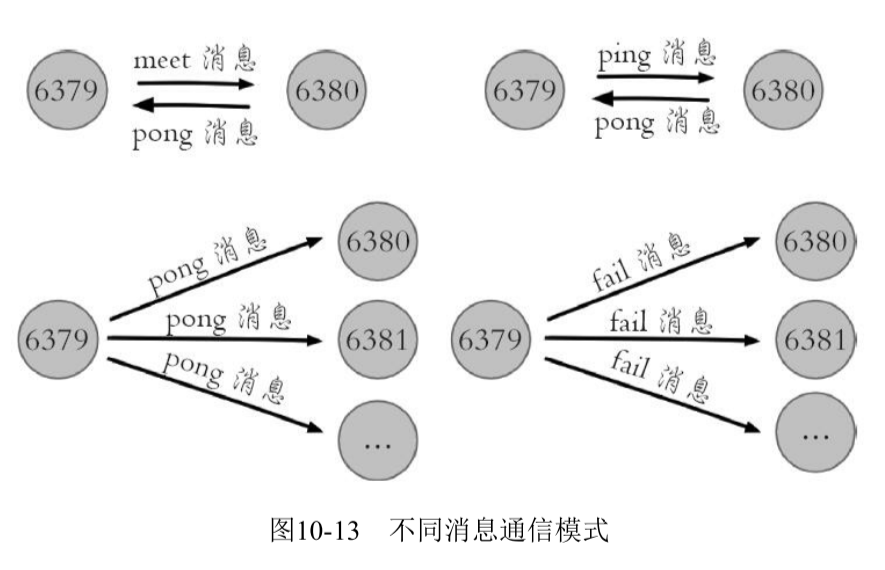 meet 消息
6379
6380
pong 消息
ping 消息
6379
6380
pong 消息
pong 消息
6380
6379
pong 消息
6381
pong 消息
...
fail 消息
6380
6379
fail 消息
6381
fail 消息
...
图10-13 不同消息通信模式